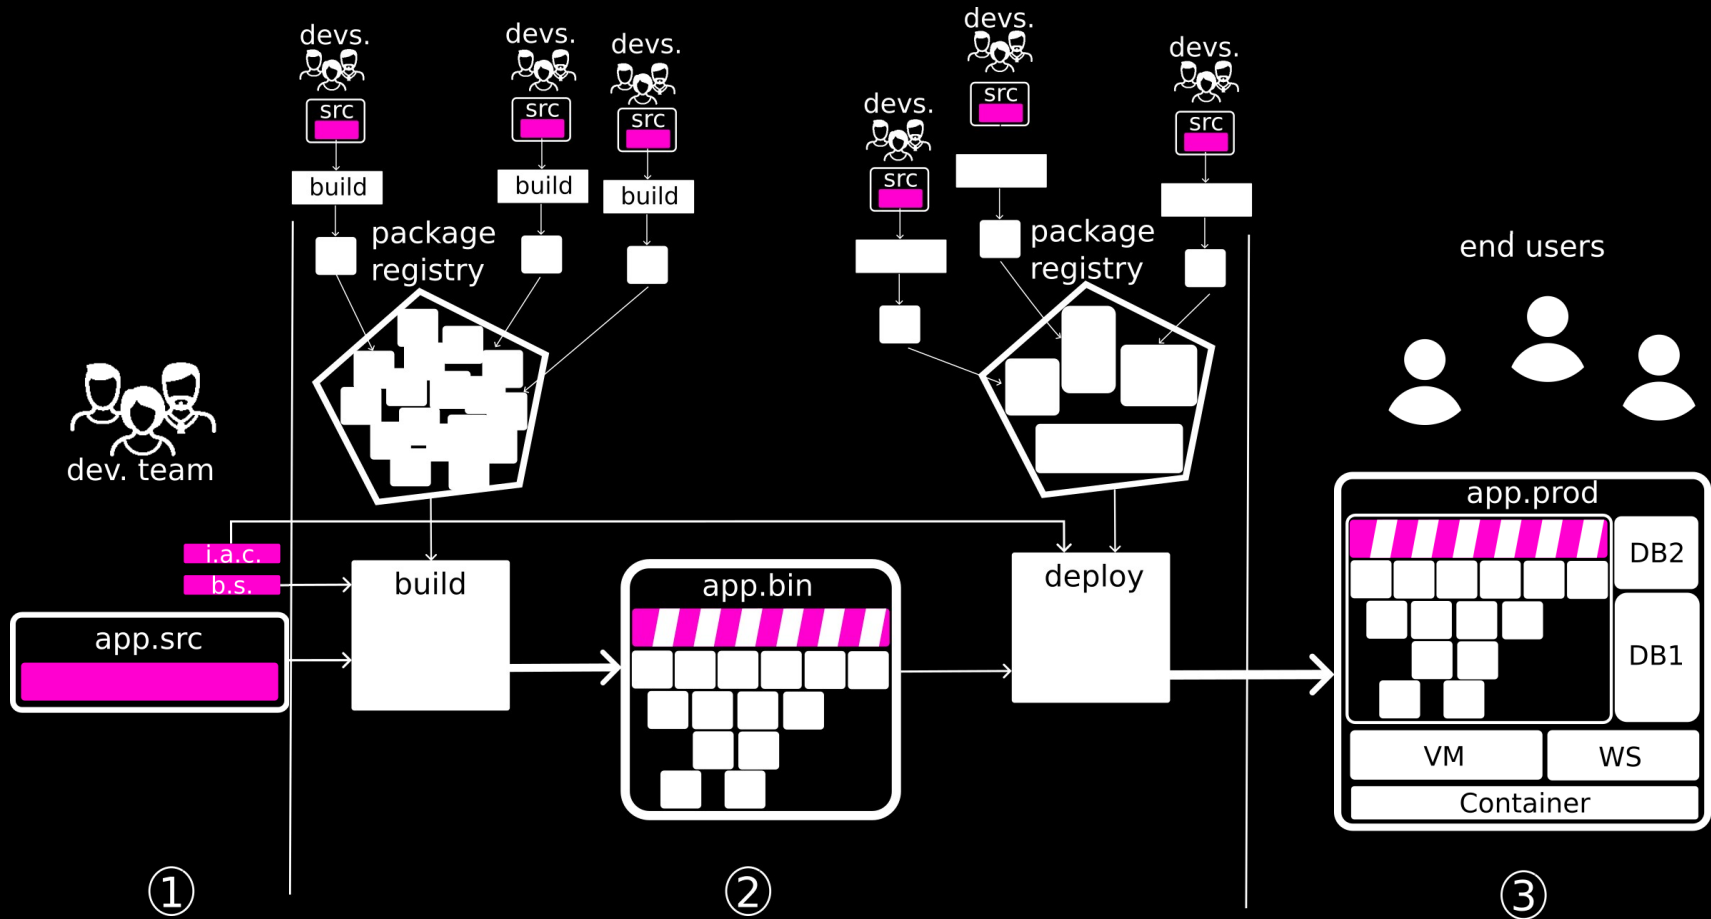 devs.
src
build
devs.
src
build
devs.
src
build
package
registry
devs.
src
devs.
src
devs.
src
package
registry
end users
dev. team
i.a.c.
b.s.
app.src
build
app.bin
deploy
app.prod
DB2
DB1
VM
WS
Container
1
2
3